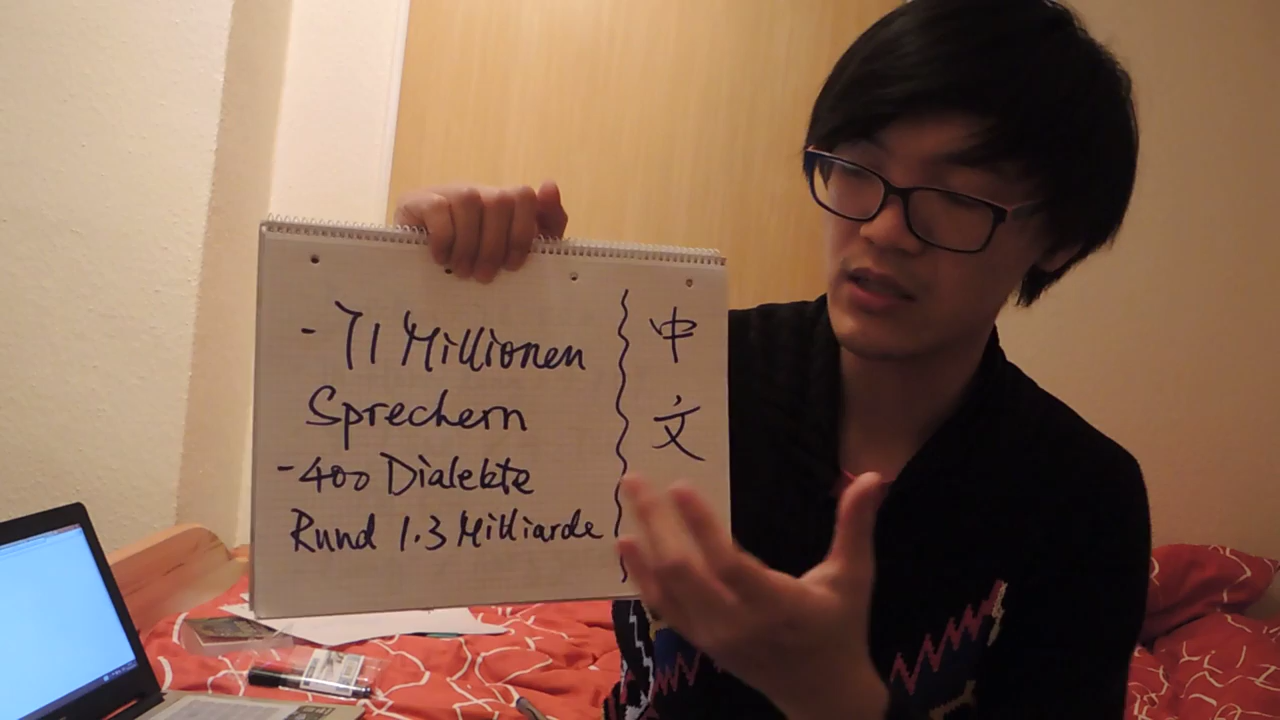 - 71 Millionen
Sprechern
- 400 Dialekte
Rund 1.3 Milliarde
中
文